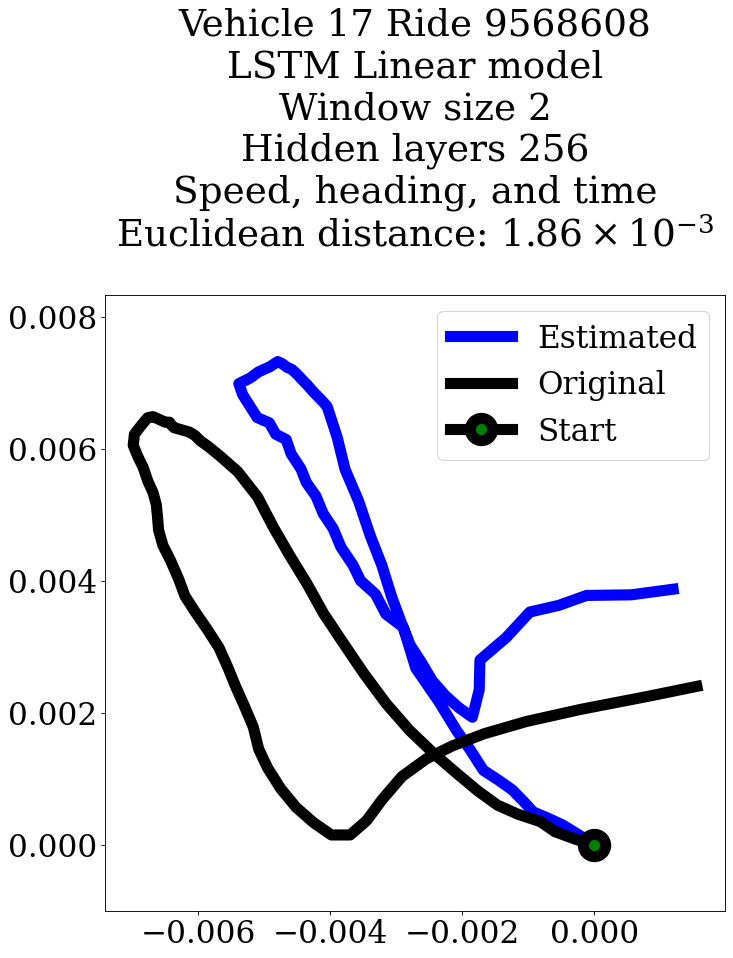 Vehicle 17 Ride 9568608
LSTM Linear model
Window size 2
Hidden layers 256
Speed, heading, and time
Euclidean distance: 1.86 × 10⁻³
Estimated
Original
Start
0.008
0.006
0.004
0.002
0.000
−0.006 −0.004 −0.002 0.000